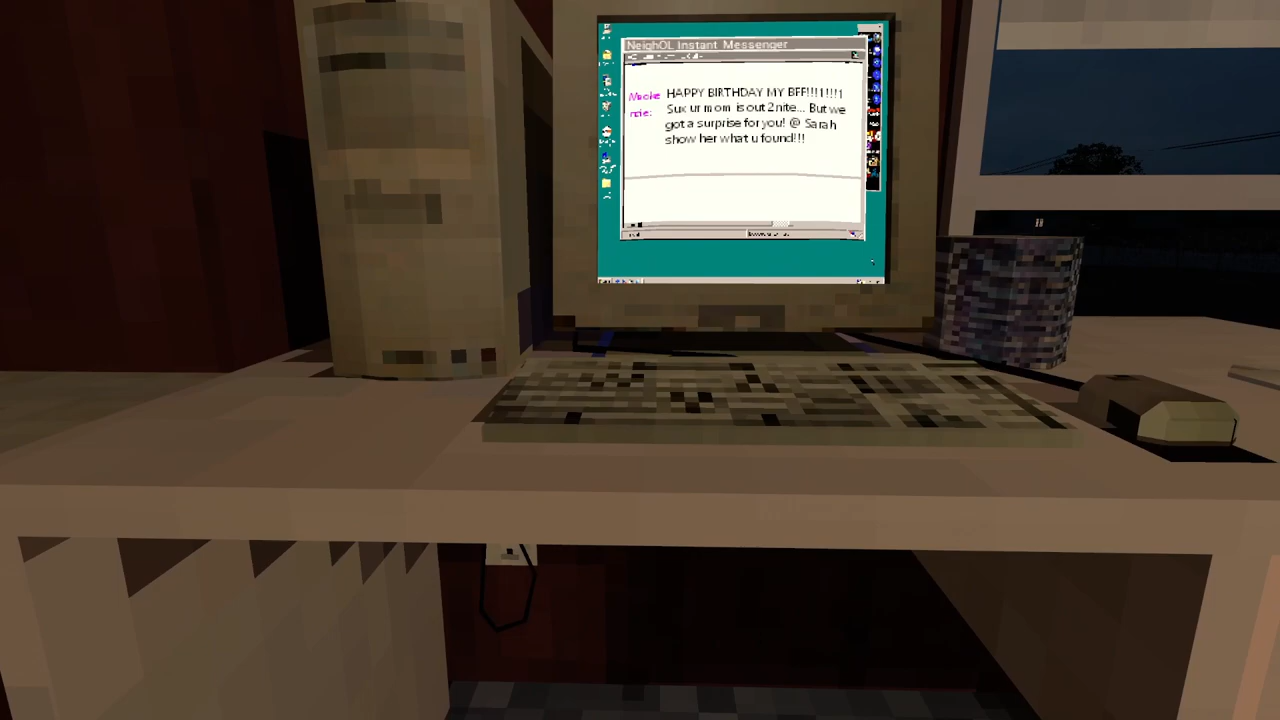 NeighOL Instant Messenger
HAPPY BIRTHDAY MY BFF!!!1!!!1
Sux ur mom is out 2nite... But we
got a surprise for you! @ Sarah
show her what u found!!!